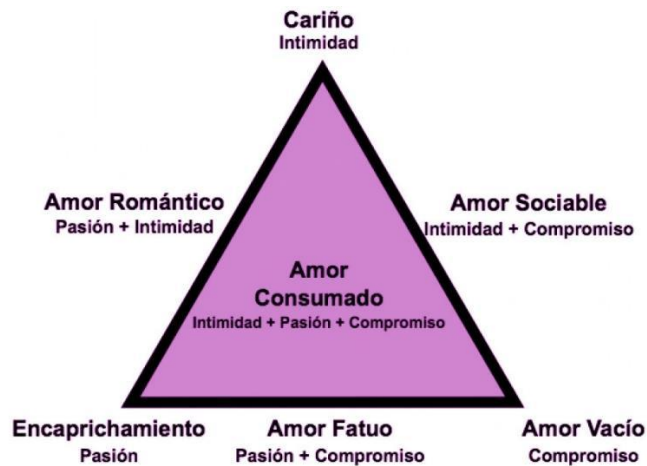 Cariño
Intimidad
Amor Romántico
Pasión + Intimidad
Amor Sociable
Intimidad + Compromiso
Amor
Consumado
Intimidad + Pasión + Compromiso
Encaprichamiento
Pasión
Amor Fatuo
Pasión + Compromiso
Amor Vacío
Compromiso